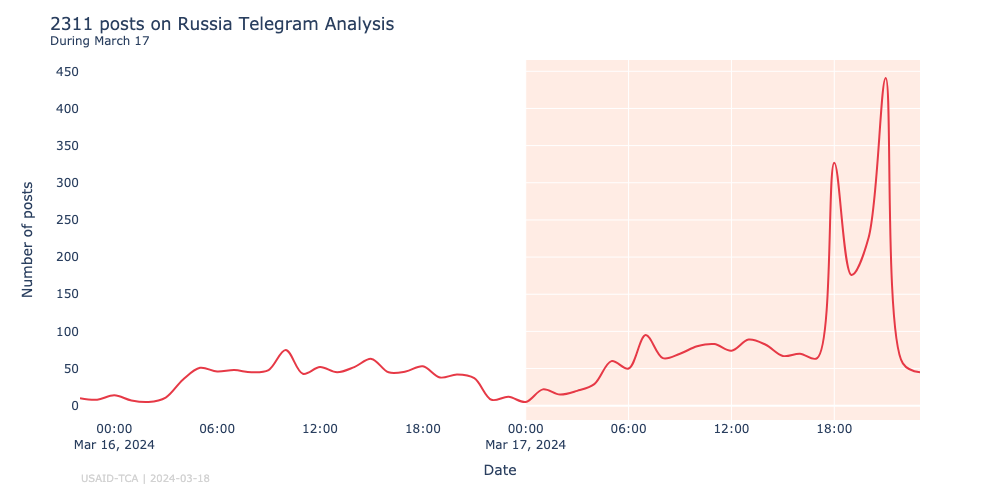 2311 posts on Russia Telegram Analysis
During March 17
Number of posts
450
400
350
300
250
200
150
100
50
0
00:00 06:00 12:00 18:00 00:00 06:00 12:00 18:00
Mar 16, 2024 Mar 17, 2024
Date
USAID-TCA | 2024-03-18